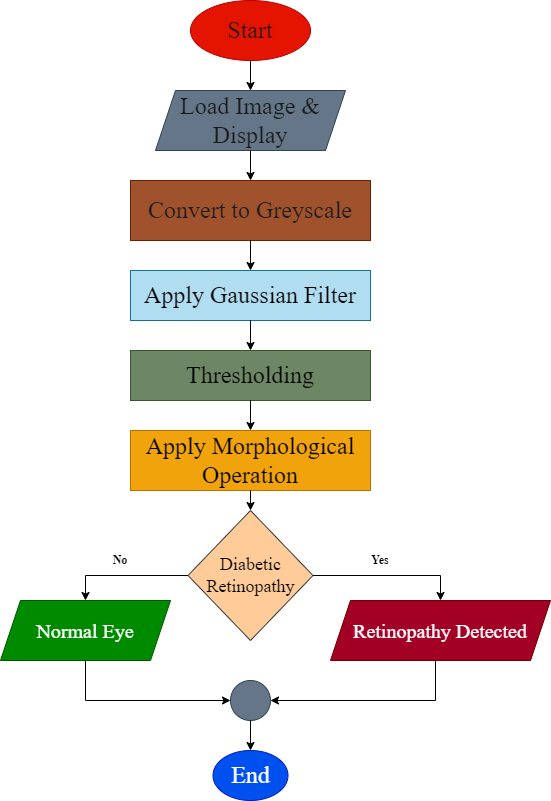 Start
Load Image &
Display
Convert to Greyscale
Apply Gaussian Filter
Thresholding
Apply Morphological
Operation
Diabetic
Retinopathy
No
Yes
Normal Eye
Retinopathy Detected
End